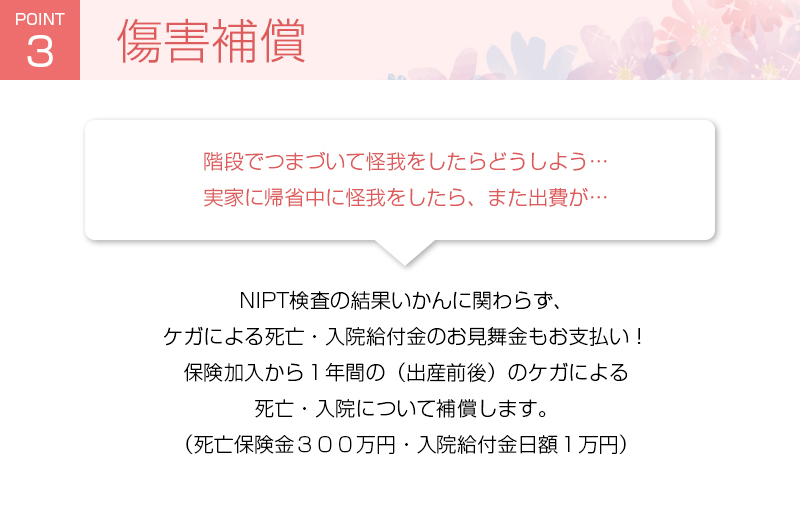 POINT
3
傷害補償
階段でつまづいて怪我をしたらどうしよう…
実家に帰省中に怪我をしたら、また出費が…
NIPT検査の結果いかんに関わらず、
ケガによる死亡・入院給付金のお見舞金もお支払い！
保険加入から１年間の（出産前後）のケガによる
死亡・入院について補償します。
（死亡保険金３００万円・入院給付金日額１万円）